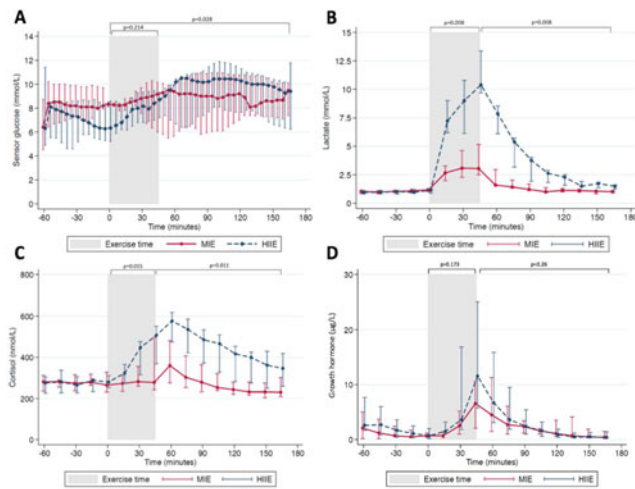 A
p=0.028
p=0.214
Sensor glucose (mmol/L)
14
12
10
8
6
4
2
0
-60 -30 0 30 60 90 120 150 180
Time (minutes)
Exercise time MIE HIIE
B
p=0.008 p=0.008
Lactate (mmol/L)
15
12.5
10
7.5
5
2.5
0
-60 -30 0 30 60 90 120 150 180
Time (minutes)
Exercise time MIE HIIE
C
p=0.015 p=0.011
Cortisol (nmol/L)
800
600
400
200
0
-60 -30 0 30 60 90 120 150 180
Time (minutes)
Exercise time MIE HIIE
D
p=0.173 p=0.26
Growth hormone (µg/L)
30
20
10
0
-60 -30 0 30 60 90 120 150 180
Time (minutes)
Exercise time MIE HIIE